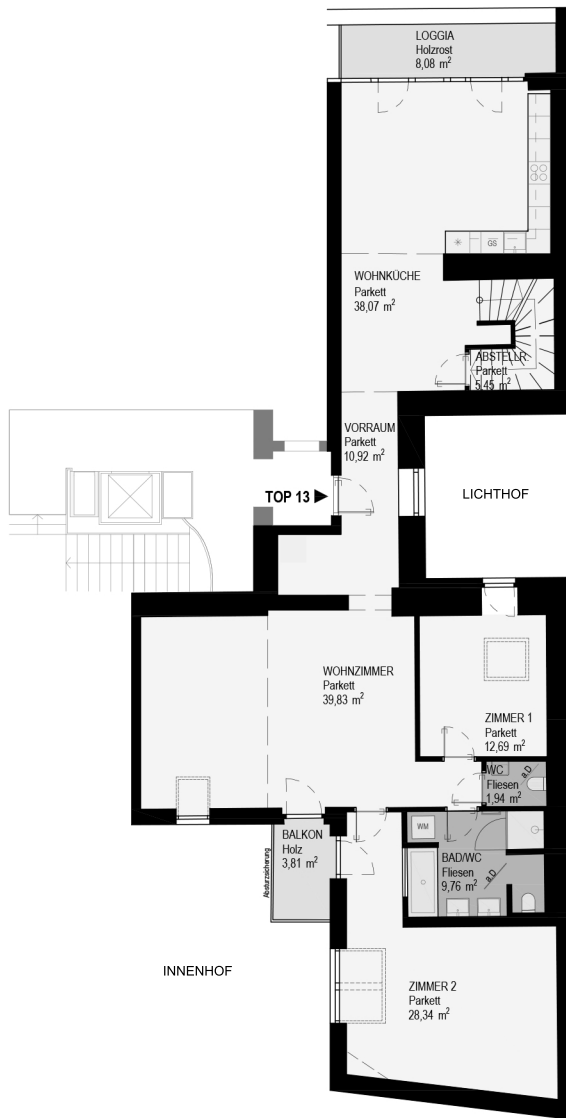 LOGGIA
Holzrost
8,08 m²
GS
WOHNKÜCHE
Parkett
38,07 m²
ABSTELLR.
Parkett
5,45 m²
VORRAUM
Parkett
10,92 m²
TOP 13
LICHTHOF
WOHNZIMMER
Parkett
39,83 m²
ZIMMER 1
Parkett
12,69 m²
WC
Fliesen
1,94 m²
a.D
WM
BALKON
Holz
3,81 m²
Absturzsicherung
BAD/WC
Fliesen
9,76 m²
a.D
INNENHOF
ZIMMER 2
Parkett
28,34 m²